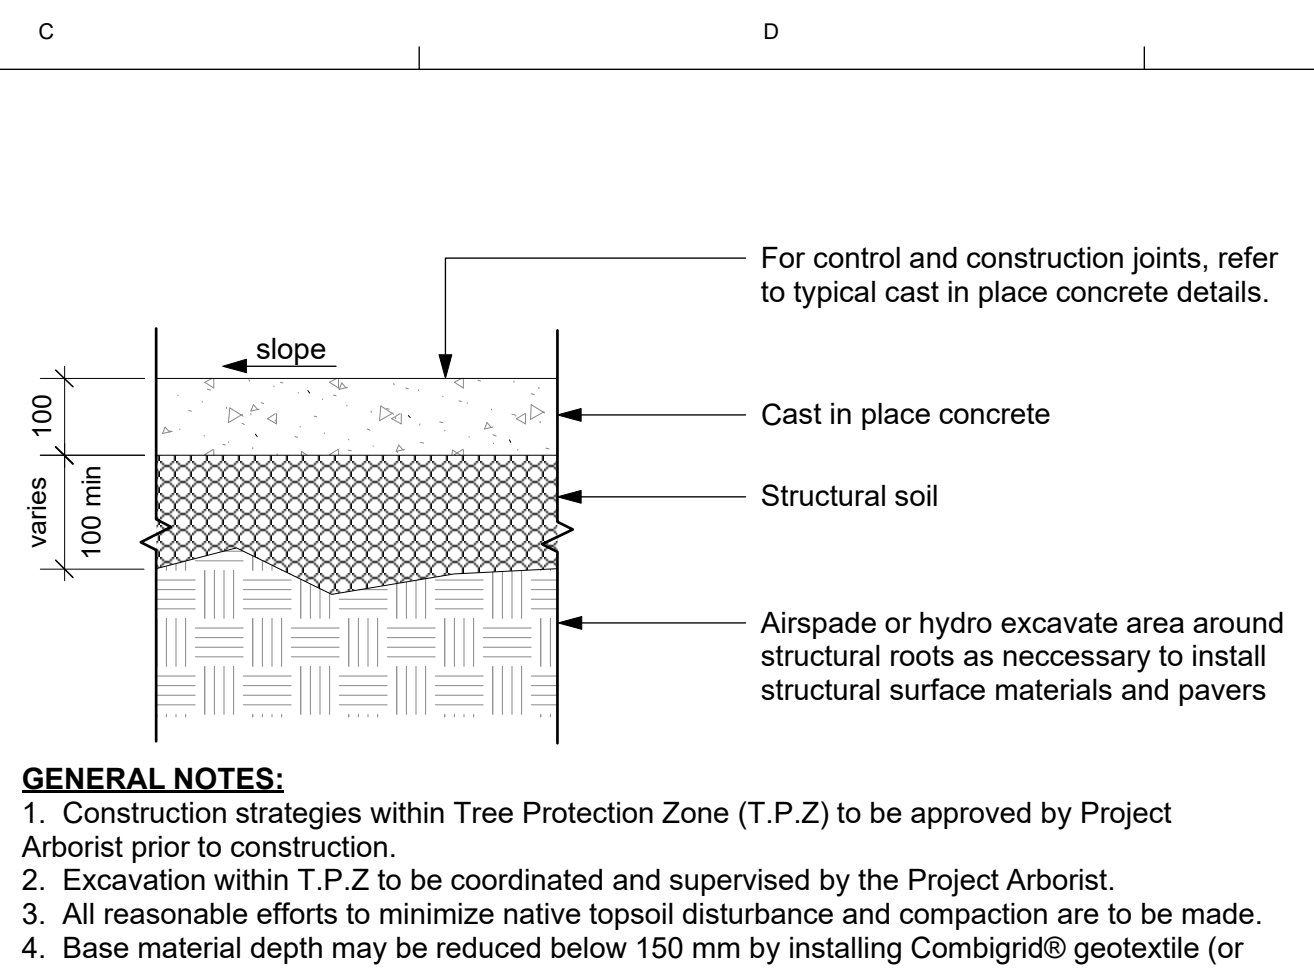 C
D
For control and construction joints, refer
to typical cast in place concrete details.
slope
100
Cast in place concrete
varies
100 min
Structural soil
Airspade or hydro excavate area around
structural roots as neccessary to install
structural surface materials and pavers
GENERAL NOTES:
1. Construction strategies within Tree Protection Zone (T.P.Z) to be approved by Project
Arborist prior to construction.
2. Excavation within T.P.Z to be coordinated and supervised by the Project Arborist.
3. All reasonable efforts to minimize native topsoil disturbance and compaction are to be made.
4. Base material depth may be reduced below 150 mm by installing Combigrid® geotextile (or